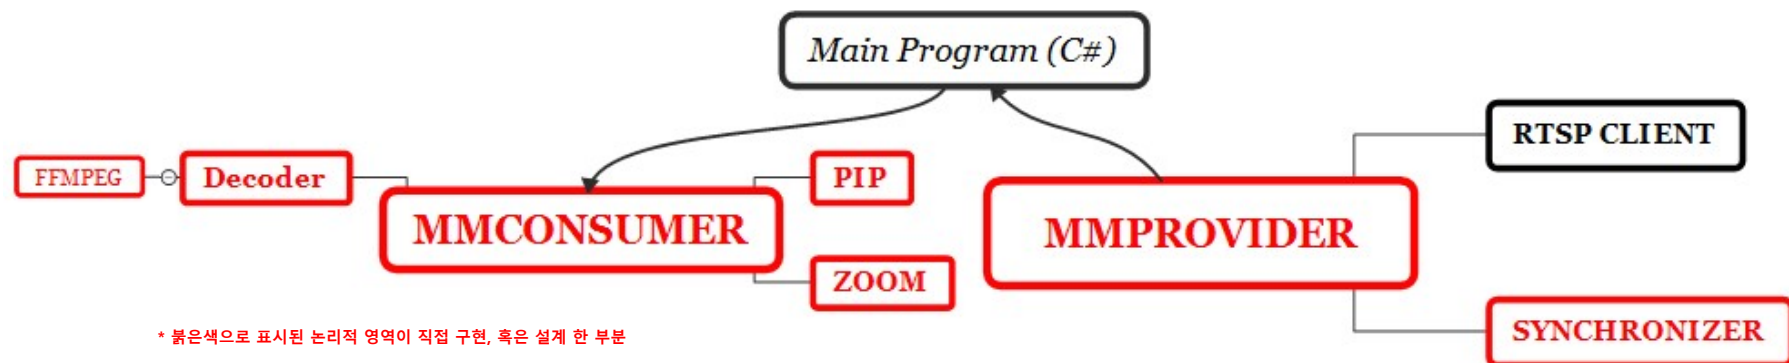 Main Program (C#)
RTSP CLIENT
FFMPEG
Decoder
PIP
MMCONSUMER
MMPROVIDER
ZOOM
SYNCHRONIZER
* 붉은색으로 표시된 논리적 영역이 직접 구현, 혹은 설계 한 부분